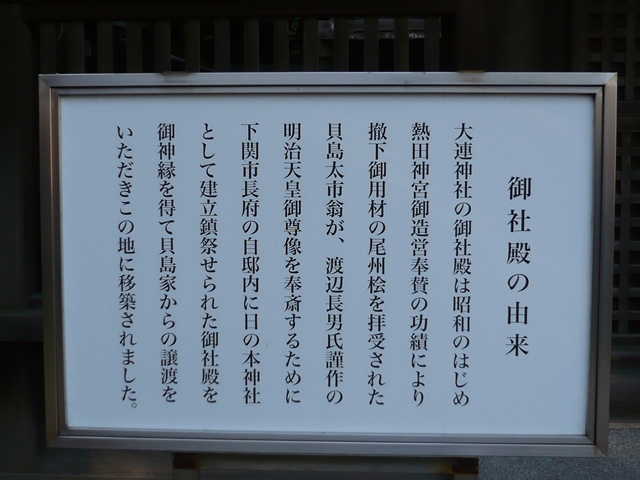 御社殿の由来
大連神社の御社殿は昭和のはじめ
熱田神宮御造営奉賛の功績により
撤下御用材の尾州桧を拝受された
貝島太市翁が、渡辺長男氏謹作の
明治天皇御尊像を奉斎するために
下関市長府の自邸内に日の本神社
として建立鎮祭せられた御社殿を
御神縁を得て貝島家からの譲渡を
いただきこの地に移築されました。